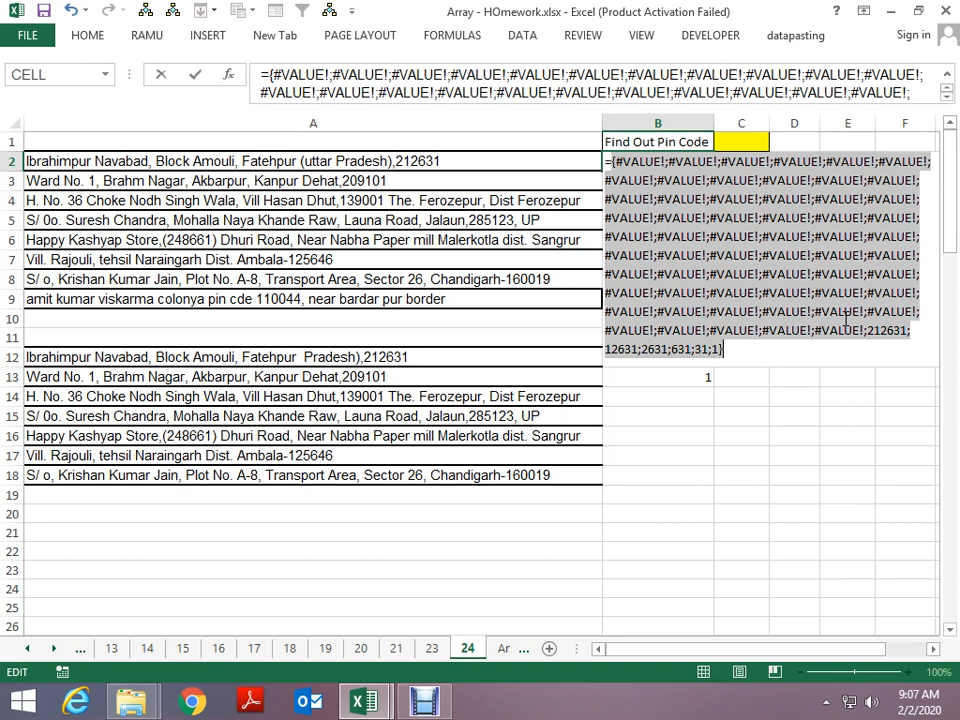 Array - HOmework.xlsx - Excel (Product Activation Failed)
FILE HOME RAMU INSERT New Tab PAGE LAYOUT FORMULAS DATA REVIEW VIEW DEVELOPER datapasting Sign in
CELL
={#VALUE!;#VALUE!;#VALUE!;#VALUE!;#VALUE!;#VALUE!;#VALUE!;#VALUE!;#VALUE!;#VALUE!;#VALUE!;
#VALUE!;#VALUE!;#VALUE!;#VALUE!;#VALUE!;#VALUE!;#VALUE!;#VALUE!;#VALUE!;#VALUE!;#VALUE!;
A B C D E F
1 Find Out Pin Code
2 Ibrahimpur Navabad, Block Amouli, Fatehpur (uttar Pradesh),212631 ={#VALUE!;#VALUE!;#VALUE!;#VALUE!;#VALUE!;#VALUE!;
3 Ward No. 1, Brahm Nagar, Akbarpur, Kanpur Dehat,209101 #VALUE!;#VALUE!;#VALUE!;#VALUE!;#VALUE!;#VALUE!;
4 H. No. 36 Choke Nodh Singh Wala, Vill Hasan Dhut,139001 The. Ferozepur, Dist Ferozepur #VALUE!;#VALUE!;#VALUE!;#VALUE!;#VALUE!;#VALUE!;
5 S/ 0o. Suresh Chandra, Mohalla Naya Khande Raw, Launa Road, Jalaun,285123, UP #VALUE!;#VALUE!;#VALUE!;#VALUE!;#VALUE!;#VALUE!;
6 Happy Kashyap Store,(248661) Dhuri Road, Near Nabha Paper mill Malerkotla dist. Sangrur #VALUE!;#VALUE!;#VALUE!;#VALUE!;#VALUE!;#VALUE!;
7 Vill. Rajouli, tehsil Naraingarh Dist. Ambala-125646 #VALUE!;#VALUE!;#VALUE!;#VALUE!;#VALUE!;#VALUE!;
8 S/ o, Krishan Kumar Jain, Plot No. A-8, Transport Area, Sector 26, Chandigarh-160019 #VALUE!;#VALUE!;#VALUE!;#VALUE!;#VALUE!;#VALUE!;
9 amit kumar viskarma colonya pin cde 110044, near bardar pur border #VALUE!;#VALUE!;#VALUE!;#VALUE!;#VALUE!;#VALUE!;
10 #VALUE!;#VALUE!;#VALUE!;#VALUE!;#VALUE!;#VALUE!;
11 #VALUE!;#VALUE!;#VALUE!;#VALUE!;#VALUE!;212631;
12 Ibrahimpur Navabad, Block Amouli, Fatehpur  Pradesh),212631 12631;2631;631;31;1}
13 Ward No. 1, Brahm Nagar, Akbarpur, Kanpur Dehat,209101 1
14 H. No. 36 Choke Nodh Singh Wala, Vill Hasan Dhut,139001 The. Ferozepur, Dist Ferozepur
15 S/ 0o. Suresh Chandra, Mohalla Naya Khande Raw, Launa Road, Jalaun,285123, UP
16 Happy Kashyap Store,(248661) Dhuri Road, Near Nabha Paper mill Malerkotla dist. Sangrur
17 Vill. Rajouli, tehsil Naraingarh Dist. Ambala-125646
18 S/ o, Krishan Kumar Jain, Plot No. A-8, Transport Area, Sector 26, Chandigarh-160019
19
20
21
22
23
24
25
26
... 13 14 15 16 17 18 19 20 21 22 23 24 Ar ...
EDIT 100%
9:07 AM
2/2/2020